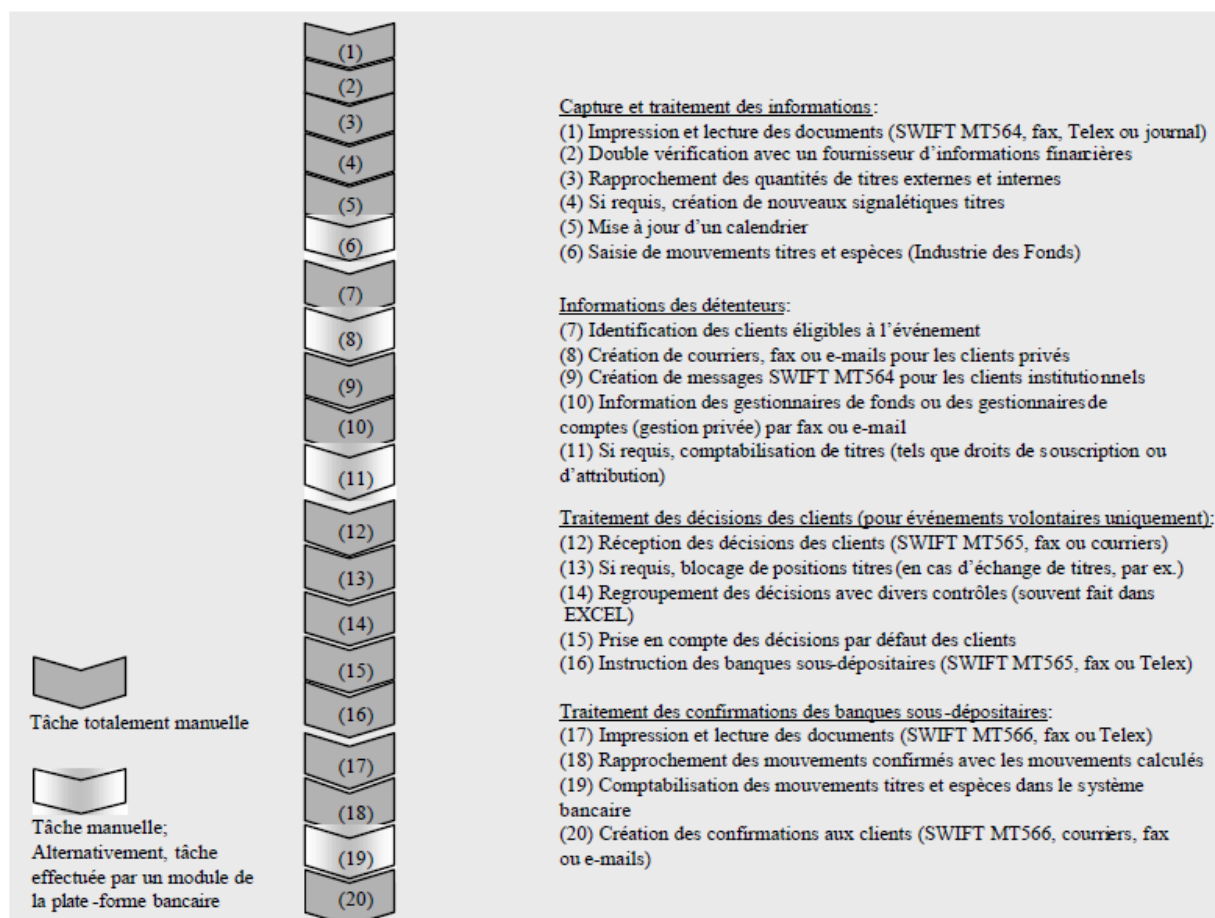 (1)
(2)
(3)
(4)
(5)
(6)
(7)
(8)
(9)
(10)
(11)
(12)
(13)
(14)
(15)
(16)
(17)
(18)
(19)
(20)
Capture et traitement des informations:
(1) Impression et lecture des documents (SWIFT MT564, fax, Telex ou journal)
(2) Double vérification avec un fournisseur d'informations financières
(3) Rapprochement des quantités de titres externes et internes
(4) Si requis, création de nouveaux signalétiques titres
(5) Mise à jour d'un calendrier
(6) Saisie de mouvements titres et espèces (Industrie des Fonds)
Informations des détenteurs:
(7) Identification des clients éligibles à l'événement
(8) Création de courriers, fax ou e-mails pour les clients privés
(9) Création de messages SWIFT MT564 pour les clients institutionnels
(10) Information des gestionnaires de fonds ou des gestionnaires de
comptes (gestion privée) par fax ou e-mail
(11) Si requis, comptabilisation de titres (tels que droits de souscription ou
d'attribution)
Traitement des décisions des clients (pour événements volontaires uniquement):
(12) Réception des décisions des clients (SWIFT MT565, fax ou courriers)
(13) Si requis, blocage de positions titres (en cas d'échange de titres, par ex.)
(14) Regroupement des décisions avec divers contrôles (souvent fait dans
EXCEL)
(15) Prise en compte des décisions par défaut des clients
(16) Instruction des banques sous-dépositaires (SWIFT MT565, fax ou Telex)
Traitement des confirmations des banques sous-dépositaires:
(17) Impression et lecture des documents (SWIFT MT566, fax ou Telex)
(18) Rapprochement des mouvements confirmés avec les mouvements calculés
(19) Comptabilisation des mouvements titres et espèces dans le système
bancaire
(20) Création des confirmations aux clients (SWIFT MT566, courriers, fax
ou e-mails)
Tâche totalement manuelle
Tâche manuelle;
Alternativement, tâche
effectuée par un module de
la plate-forme bancaire